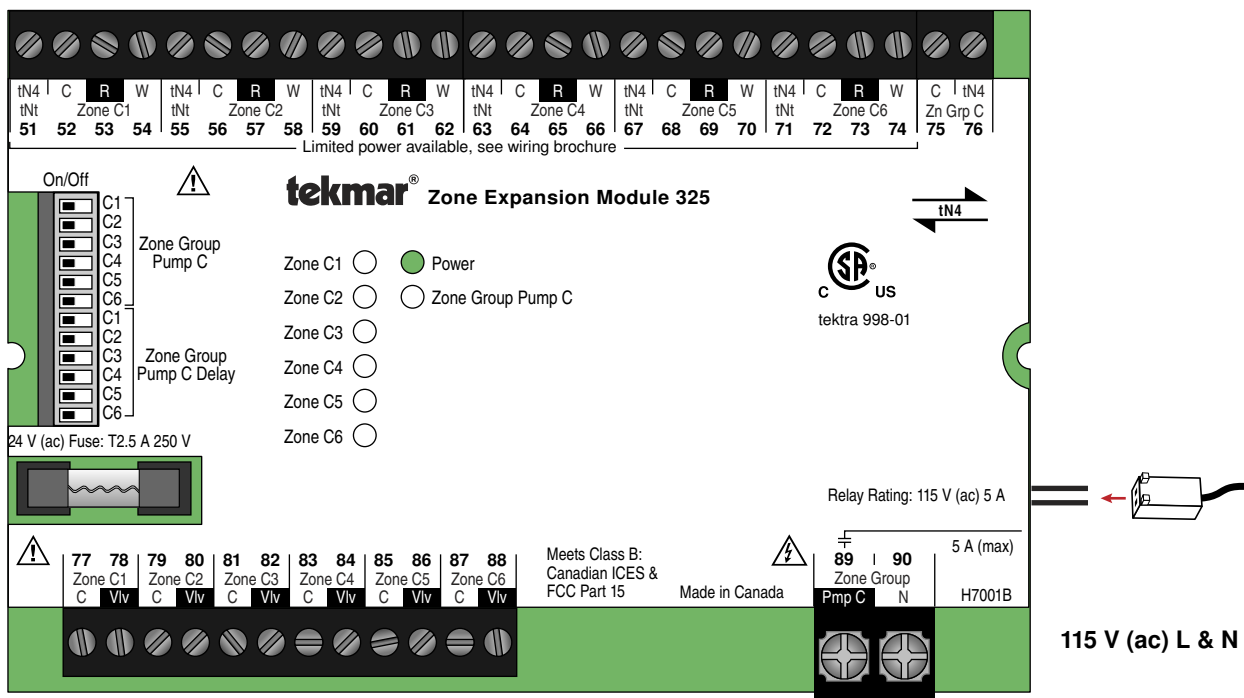 tN4 C R W tN4 C R W tN4 C R W tN4 C R W tN4 C R W tN4 C R W C tN4
tNt Zone C1 tNt Zone C2 tNt Zone C3 tNt Zone C4 tNt Zone C5 tNt Zone C6 Zn Grp C
51 52 53 54 55 56 57 58 59 60 61 62 63 64 65 66 67 68 69 70 71 72 73 74 75 76
Limited power available, see wiring brochure
On/Off
C1
C2
C3
C4
C5
C6
Zone Group
Pump C
C1
C2
C3
C4
C5
C6
Zone Group
Pump C Delay
tekmar® Zone Expansion Module 325
tN4
Zone C1
Power
Zone C2
Zone Group Pump C
Zone C3
Zone C4
Zone C5
Zone C6
SA®
C US
tektra 998-01
24 V (ac) Fuse: T2.5 A 250 V
Relay Rating: 115 V (ac) 5 A
5 A (max)
77 78 79 80 81 82 83 84 85 86 87 88
Zone C1 Zone C2 Zone C3 Zone C4 Zone C5 Zone C6
C Vlv C Vlv C Vlv C Vlv C Vlv C Vlv
Meets Class B:
Canadian ICES &
FCC Part 15
Made in Canada
89 90
Zone Group
Pmp C N
H7001B
115 V (ac) L & N